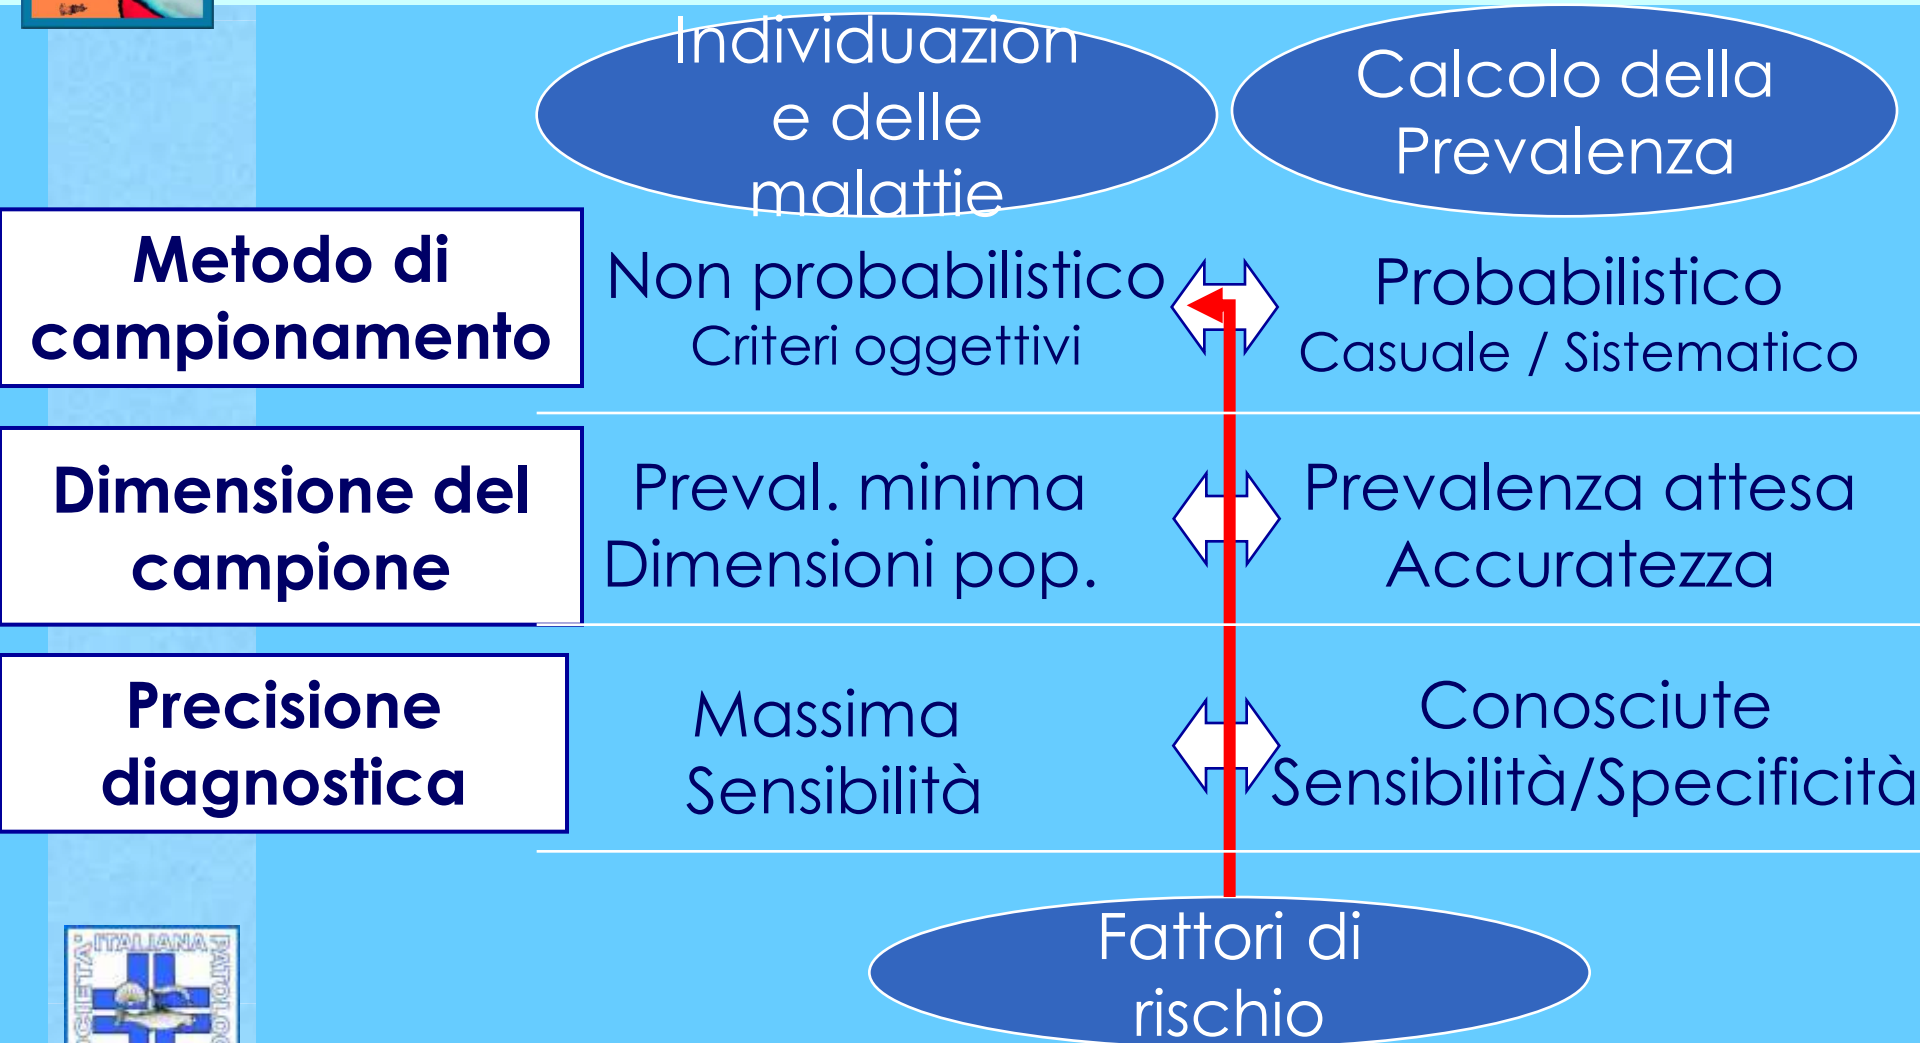 Individuazion
e delle
malattie
Calcolo della
Prevalenza
Metodo di
campionamento
Non probabilistico
Criteri oggettivi
Probabilistico
Casuale / Sistematico
Dimensione del
campione
Preval. minima
Dimensioni pop.
Prevalenza attesa
Accuratezza
Precisione
diagnostica
Massima
Sensibilità
Conosciute
Sensibilità/Specificità
Fattori di
rischio
ITALIANA